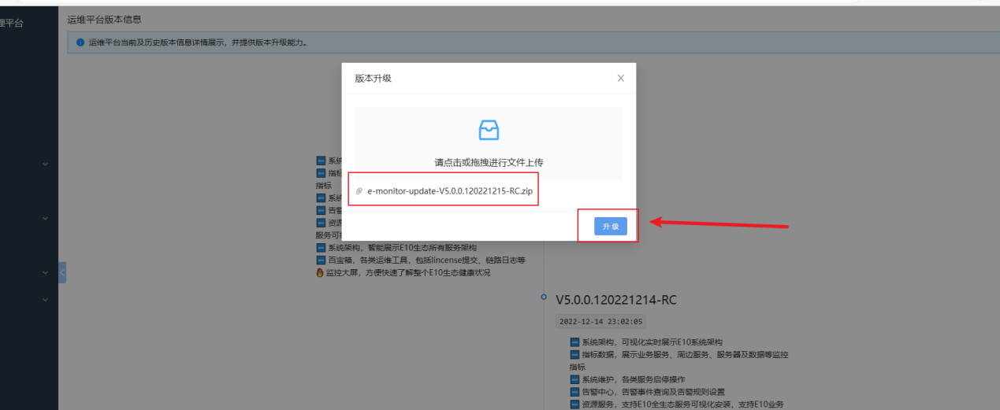 理平台
运维平台版本信息
运维平台当前及历史版本信息详情展示，并提供版本升级能力。
版本升级
请点击或拖拽进行文件上传
e-monitor-update-V5.0.0.120221215-RC.zip
升 级
系统
指标
指标
系统
告警
资源
服务可
系统架构，智能展示E10生态所有服务架构
百宝箱，各类运维工具，包括lincense提交、链路日志等
监控大屏，方便快速了解整个E10生态健康状况
V5.0.0.120221214-RC
2022-12-14 23:02:05
系统架构，可视化实时展示E10系统架构
指标数据，展示业务服务、周边服务、服务器及数据等监控
指标
系统维护，各类服务启停操作
告警中心，告警事件查询及告警规则设置
资源服务，支持E10全生态服务可视化安装，支持E10业务